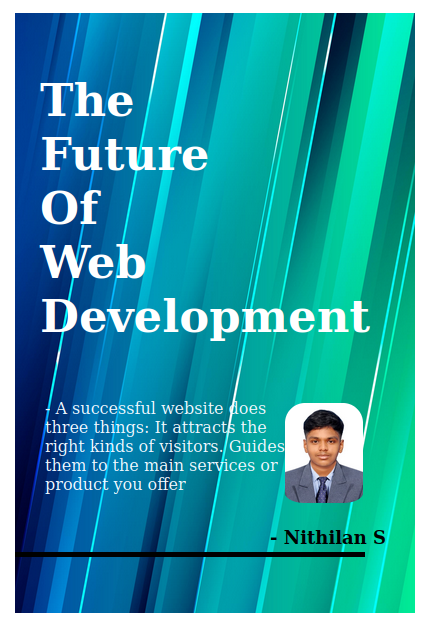 The
Future
Of
Web
Development
- A successful website does
three things: It attracts the
right kinds of visitors. Guides
them to the main services or
product you offer
- Nithilan S